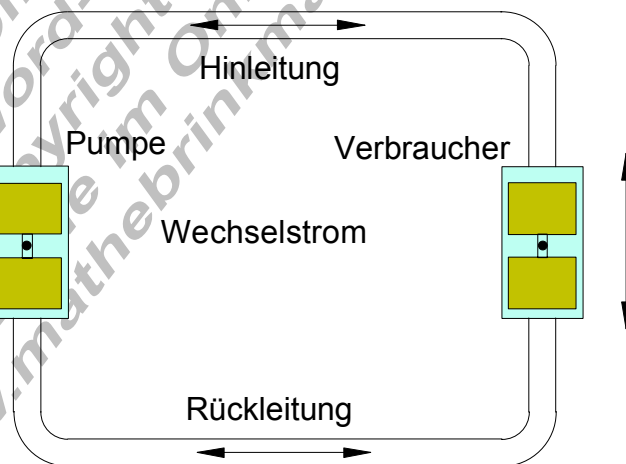 Hinleitung
Pumpe
Verbraucher
Wechselstrom
Rückleitung